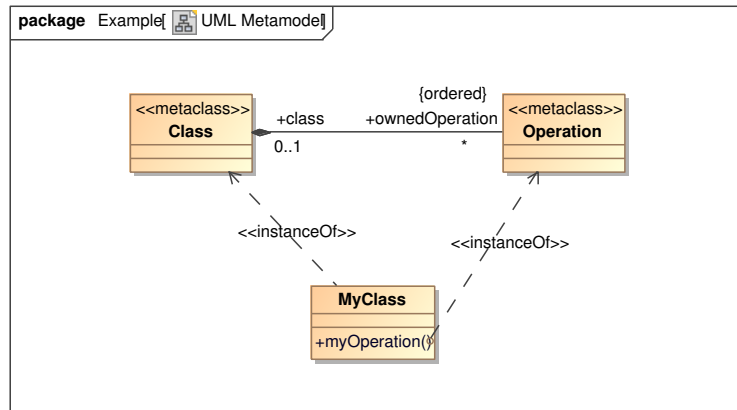 package Example[ UML Metamodel]
{ordered}
<<metaclass>>
Class
+class
+ownedOperation
<<metaclass>>
Operation
0..1
*
<<instanceOf>>
<<instanceOf>>
MyClass
+myOperation()